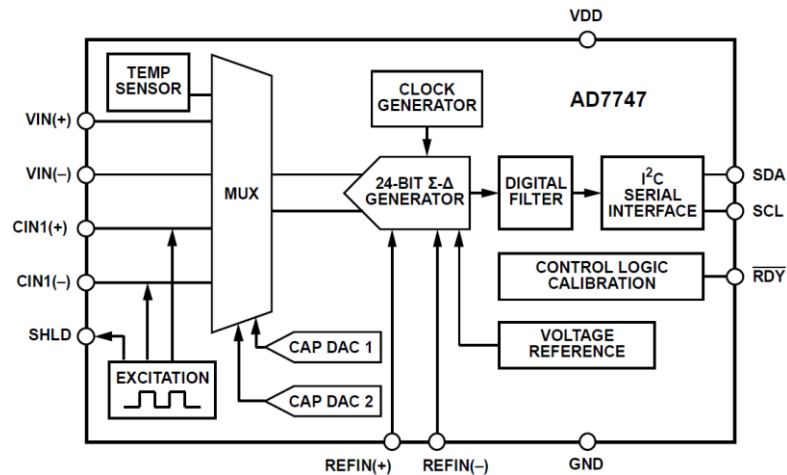 VDD
TEMP
SENSOR
CLOCK
GENERATOR
AD7747
VIN(+)
VIN(–)
MUX
24-BIT Σ-Δ
GENERATOR
DIGITAL
FILTER
I²C
SERIAL
INTERFACE
SDA
SCL
CIN1(+)
CIN1(–)
CONTROL LOGIC
CALIBRATION
RDY
SHLD
EXCITATION
CAP DAC 1
CAP DAC 2
VOLTAGE
REFERENCE
REFIN(+)
REFIN(–)
GND